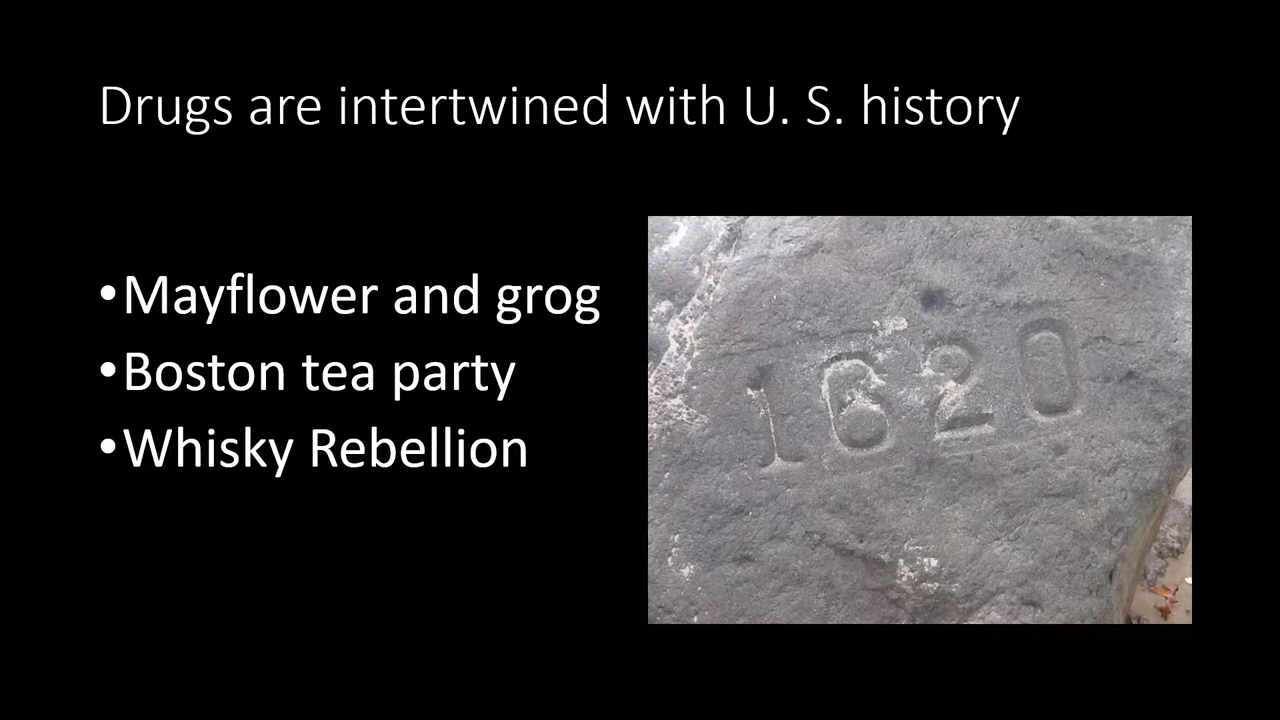 Drugs are intertwined with U. S. history
•Mayflower and grog
•Boston tea party
•Whisky Rebellion
1620